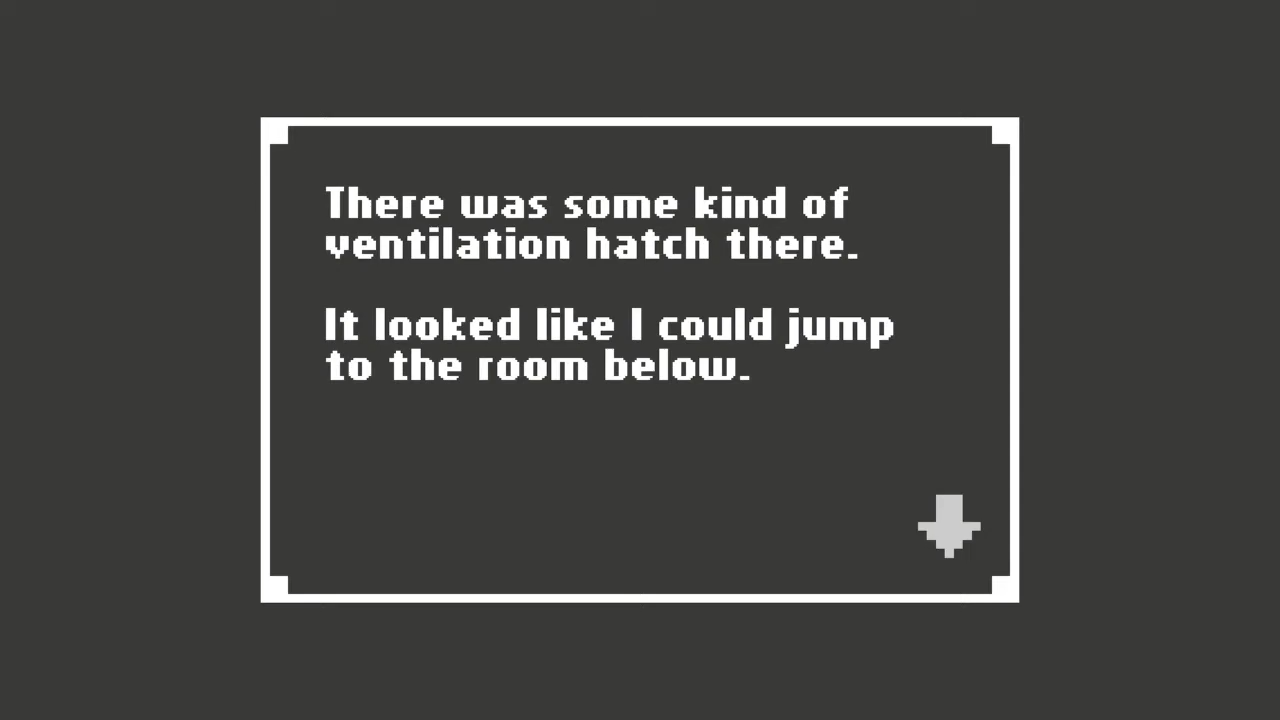 There was some kind of
ventilation hatch there.
It looked like I could jump
to the room below.